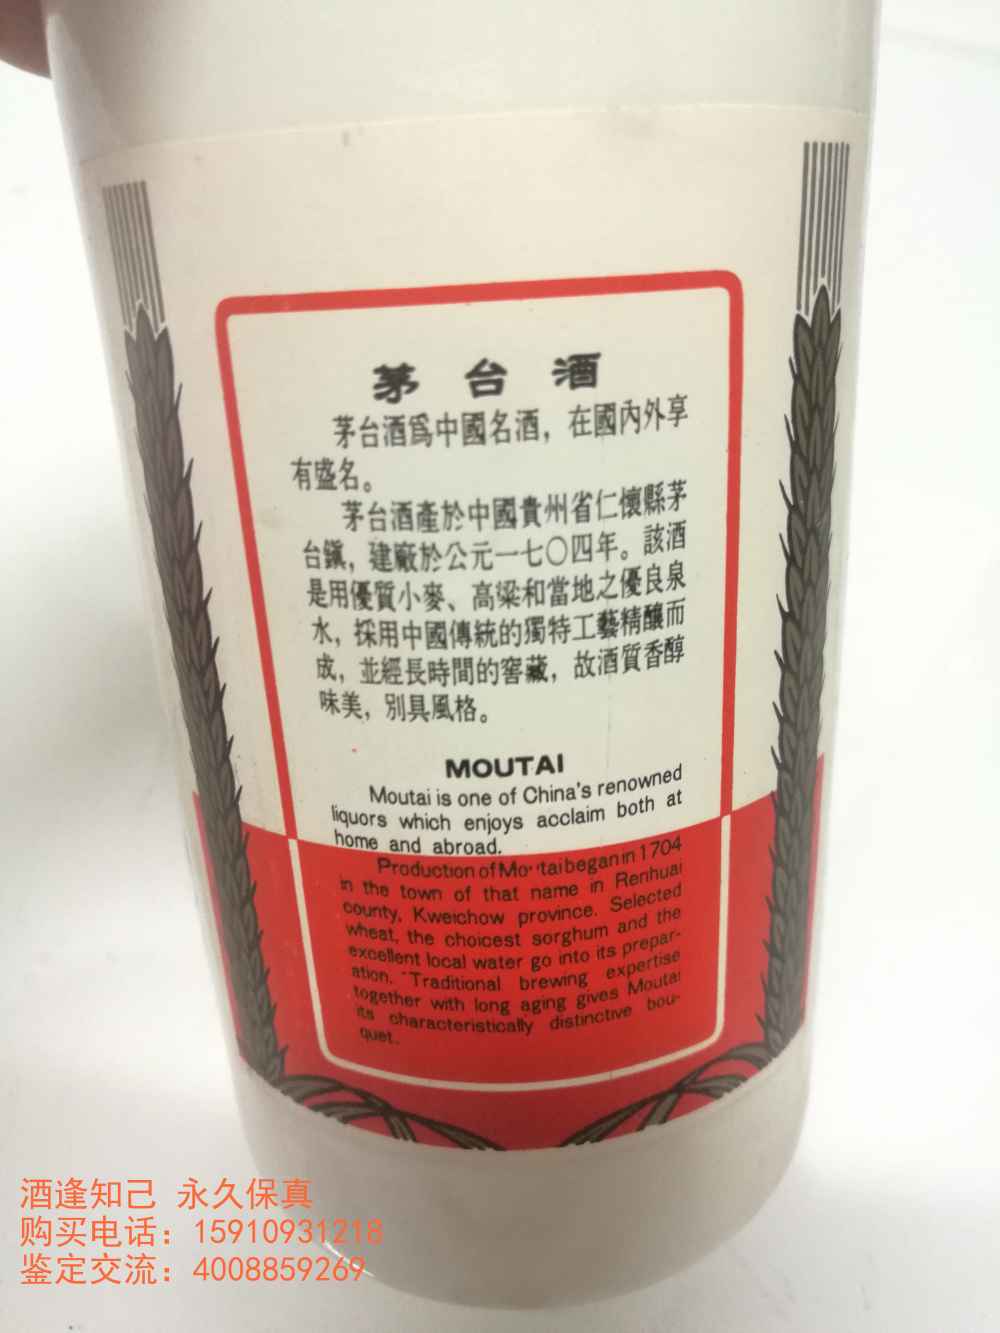 茅台酒
茅台酒爲中國名酒，在國內外享
有盛名。
茅台酒產於中國貴州省仁懷縣茅
台鎭，建廠於公元一七〇四年。該酒
是用優質小麥、高粱和當地之優良泉
水，採用中國傳統的獨特工藝精釀而
成，並經長時間的窖藏，故酒質香醇
味美，別具風格。
MOUTAI
Moutai is one of China's renowned
liquors which enjoys acclaim both at
home and abroad.
Production of Moutai began in 1704
in the town of that name in Renhuai
county, Kweichow province. Selected
wheat, the choicest sorghum and the
excellent local water go into its prepar-
ation. Traditional brewing expertise
together with long aging gives Moutai
its characteristically distinctive bou-
quet.
酒逢知己 永久保真
购买电话：15910931218
鉴定交流：4008859269